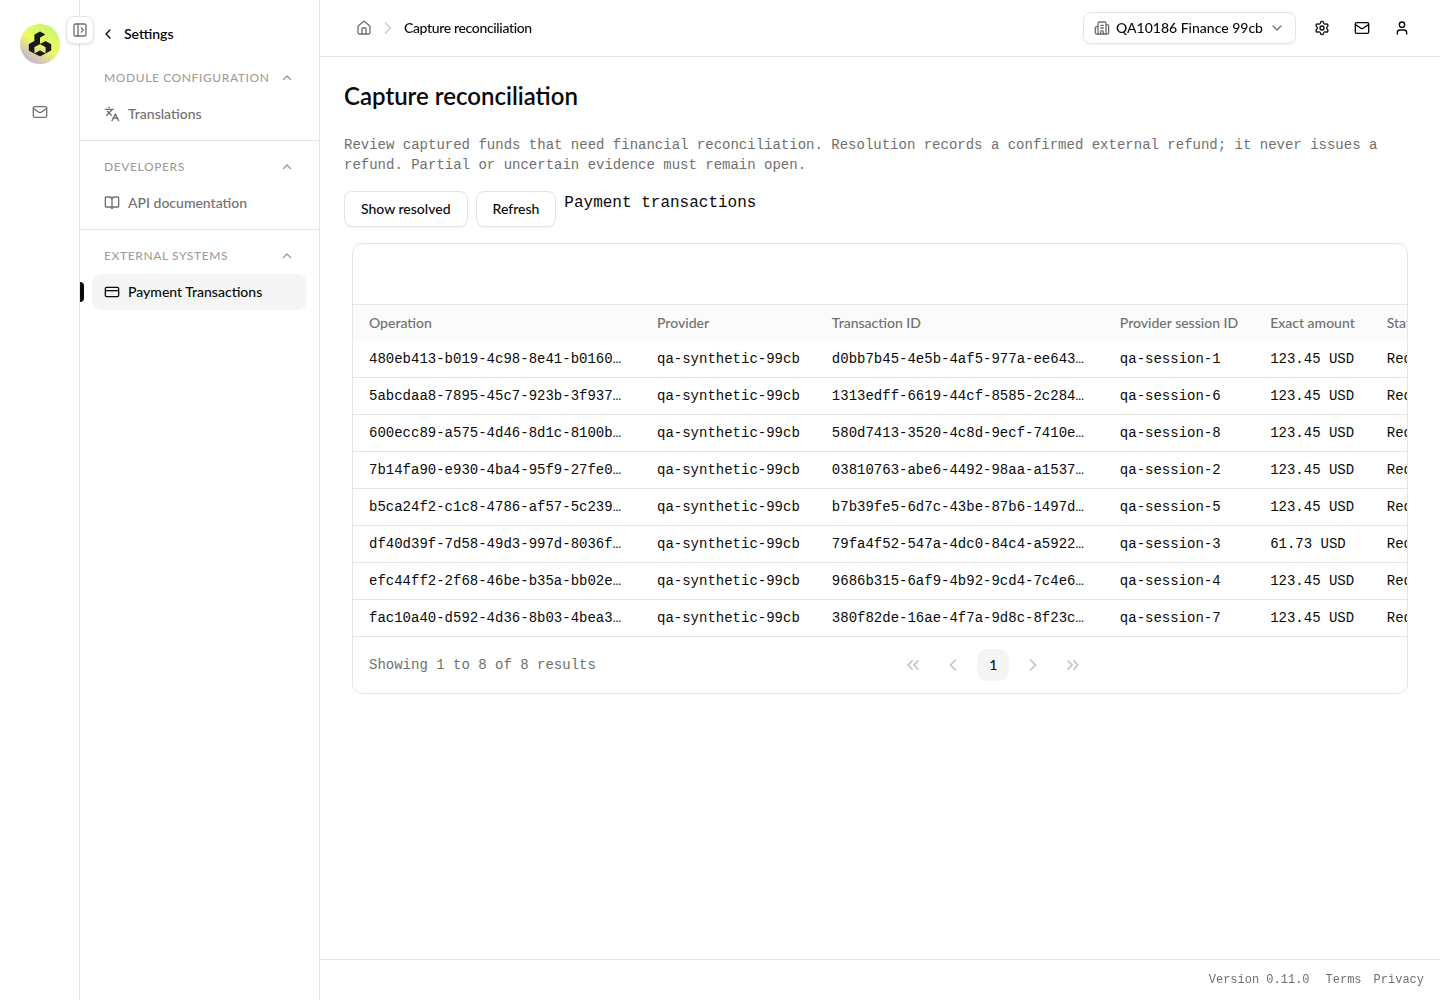 Settings
MODULE CONFIGURATION
Translations
DEVELOPERS
API documentation
EXTERNAL SYSTEMS
Payment Transactions
Capture reconciliation
QA10186 Finance 99cb
Capture reconciliation
Review captured funds that need financial reconciliation. Resolution records a confirmed external refund; it never issues a
refund. Partial or uncertain evidence must remain open.
Show resolved Refresh Payment transactions
Operation Provider Transaction ID Provider session ID Exact amount
480eb413-b019-4c98-8e41-b0160… qa-synthetic-99cb d0bb7b45-4e5b-4af5-977a-ee643… qa-session-1 123.45 USD
5abcdaa8-7895-45c7-923b-3f937… qa-synthetic-99cb 1313edff-6619-44cf-8585-2c284… qa-session-6 123.45 USD
600ecc89-a575-4d46-8d1c-8100b… qa-synthetic-99cb 580d7413-3520-4c8d-9ecf-7410e… qa-session-8 123.45 USD
7b14fa90-e930-4ba4-95f9-27fe0… qa-synthetic-99cb 03810763-abe6-4492-98aa-a1537… qa-session-2 123.45 USD
b5ca24f2-c1c8-4786-af57-5c239… qa-synthetic-99cb b7b39fe5-6d7c-43be-87b6-1497d… qa-session-5 123.45 USD
df40d39f-7d58-49d3-997d-8036f… qa-synthetic-99cb 79fa4f52-547a-4dc0-84c4-a5922… qa-session-3 61.73 USD
efc44ff2-2f68-46be-b35a-bb02e… qa-synthetic-99cb 9686b315-6af9-4b92-9cd4-7c4e6… qa-session-4 123.45 USD
fac10a40-d592-4d36-8b03-4bea3… qa-synthetic-99cb 380f82de-16ae-4f7a-9d8c-8f23c… qa-session-7 123.45 USD
Showing 1 to 8 of 8 results 1
Version 0.11.0 Terms Privacy